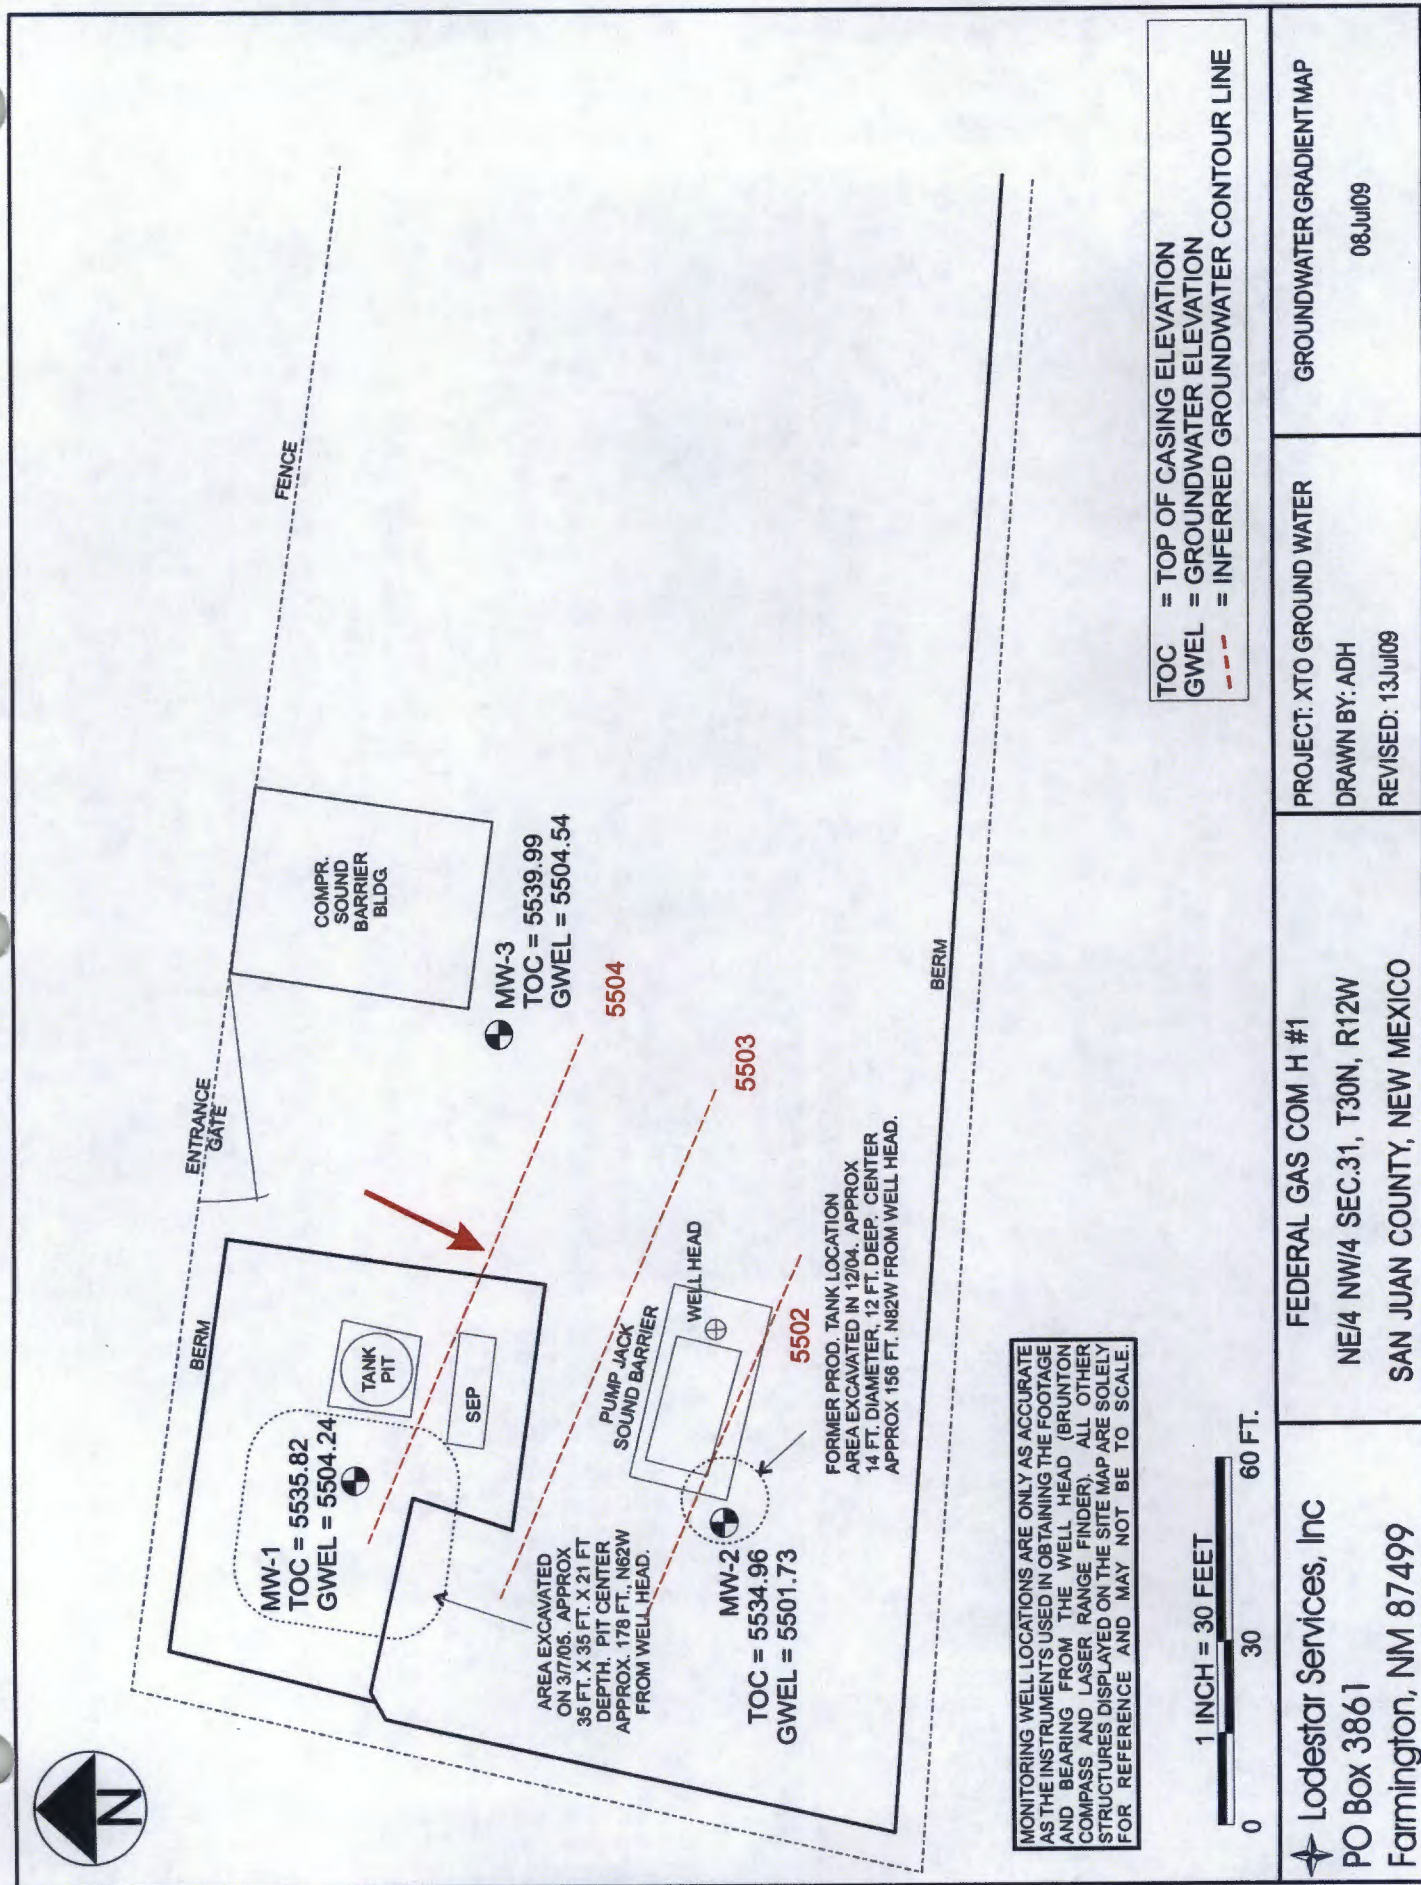 N
BERM
ENTRANCE
GATE
FENCE
MW-1
TOC = 5535.82
GWEL = 5504.24
TANK
PIT
SEP
COMPR.
SOUND
BARRIER
BLDG.
MW-3
TOC = 5539.99
GWEL = 5504.54
5504
5503
5502
AREA EXCAVATED
ON 3/7/05. APPROX
35 FT. X 35 FT. X 21 FT
DEPTH. PIT CENTER
APPROX. 178 FT., N62W
FROM WELL HEAD.
PUMP JACK
SOUND BARRIER
WELL HEAD
MW-2
TOC = 5534.96
GWEL = 5501.73
FORMER PROD. TANK LOCATION
AREA EXCAVATED IN 12/04. APPROX
14 FT. DIAMETER, 12 FT. DEEP. CENTER
APPROX 156 FT. N82W FROM WELL HEAD.
BERM
MONITORING WELL LOCATIONS ARE ONLY AS ACCURATE
AS THE INSTRUMENTS USED IN OBTAINING THE FOOTAGE
AND BEARING FROM THE WELL HEAD (BRUNTON
COMPASS AND LASER RANGE FINDER). ALL OTHER
STRUCTURES DISPLAYED ON THE SITE MAP ARE SOLELY
FOR REFERENCE AND MAY NOT BE TO SCALE.
TOC = TOP OF CASING ELEVATION
GWEL = GROUNDWATER ELEVATION
--- = INFERRED GROUNDWATER CONTOUR LINE
1 INCH = 30 FEET
0 30 60 FT.
Lodestar Services, Inc
PO Box 3861
Farmington, NM 87499
FEDERAL GAS COM H #1
NE/4 NW/4 SEC.31, T30N, R12W
SAN JUAN COUNTY, NEW MEXICO
PROJECT: XTO GROUND WATER
DRAWN BY: ADH
REVISED: 13Jul09
GROUNDWATER GRADIENT MAP
08Jul09